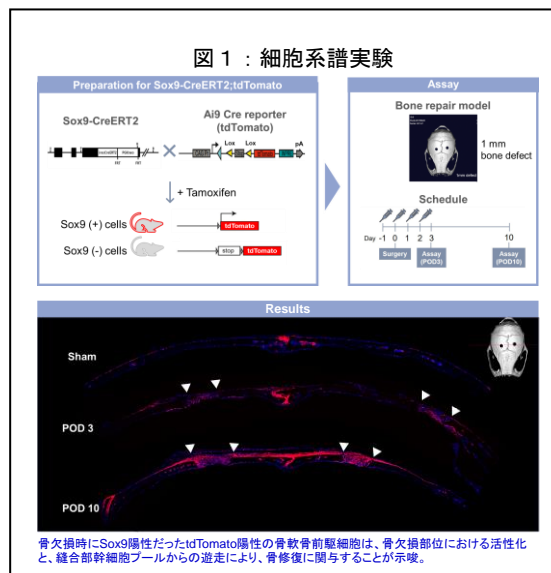 図1：細胞系譜実験
Preparation for Sox9-CreERT2;tdTomato
Sox9-CreERT2
Ai9 Cre reporter
(tdTomato)
Lox
Lox
pA
+ Tamoxifen
Sox9 (+) cells
tdTomato
Sox9 (-) cells
stop
tdTomato
Assay
Bone repair model
1 mm
bone defect
bone defect
Schedule
Day -1 0 1 2 3 10
Surgery
Assay
(POD3)
Assay
(POD10)
Results
Sham
POD 3
POD 10
骨欠損時にSox9陽性だったtdTomato陽性の骨軟骨前駆細胞は、骨欠損部位における活性化
と、縫合部幹細胞プールからの遊走により、骨修復に関与することが示唆。